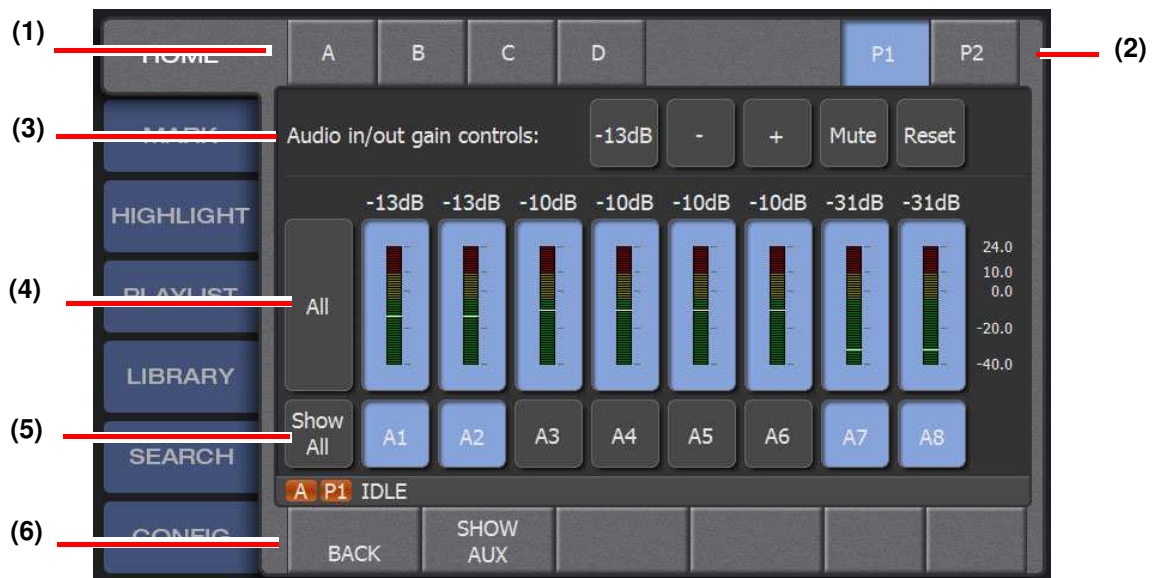 (1)
HOME
A B C D P1 P2
(2)
(3)
MARK
Audio in/out gain controls: -13dB - + Mute Reset
HIGHLIGHT
-13dB -13dB -10dB -10dB -10dB -10dB -31dB -31dB
24.0
10.0
0.0
-20.0
-40.0
(4)
PLAYLIST
All
LIBRARY
(5)
Show
All
A1 A2 A3 A4 A5 A6 A7 A8
SEARCH
A P1 IDLE
(6)
CONFIG
BACK
SHOW
AUX